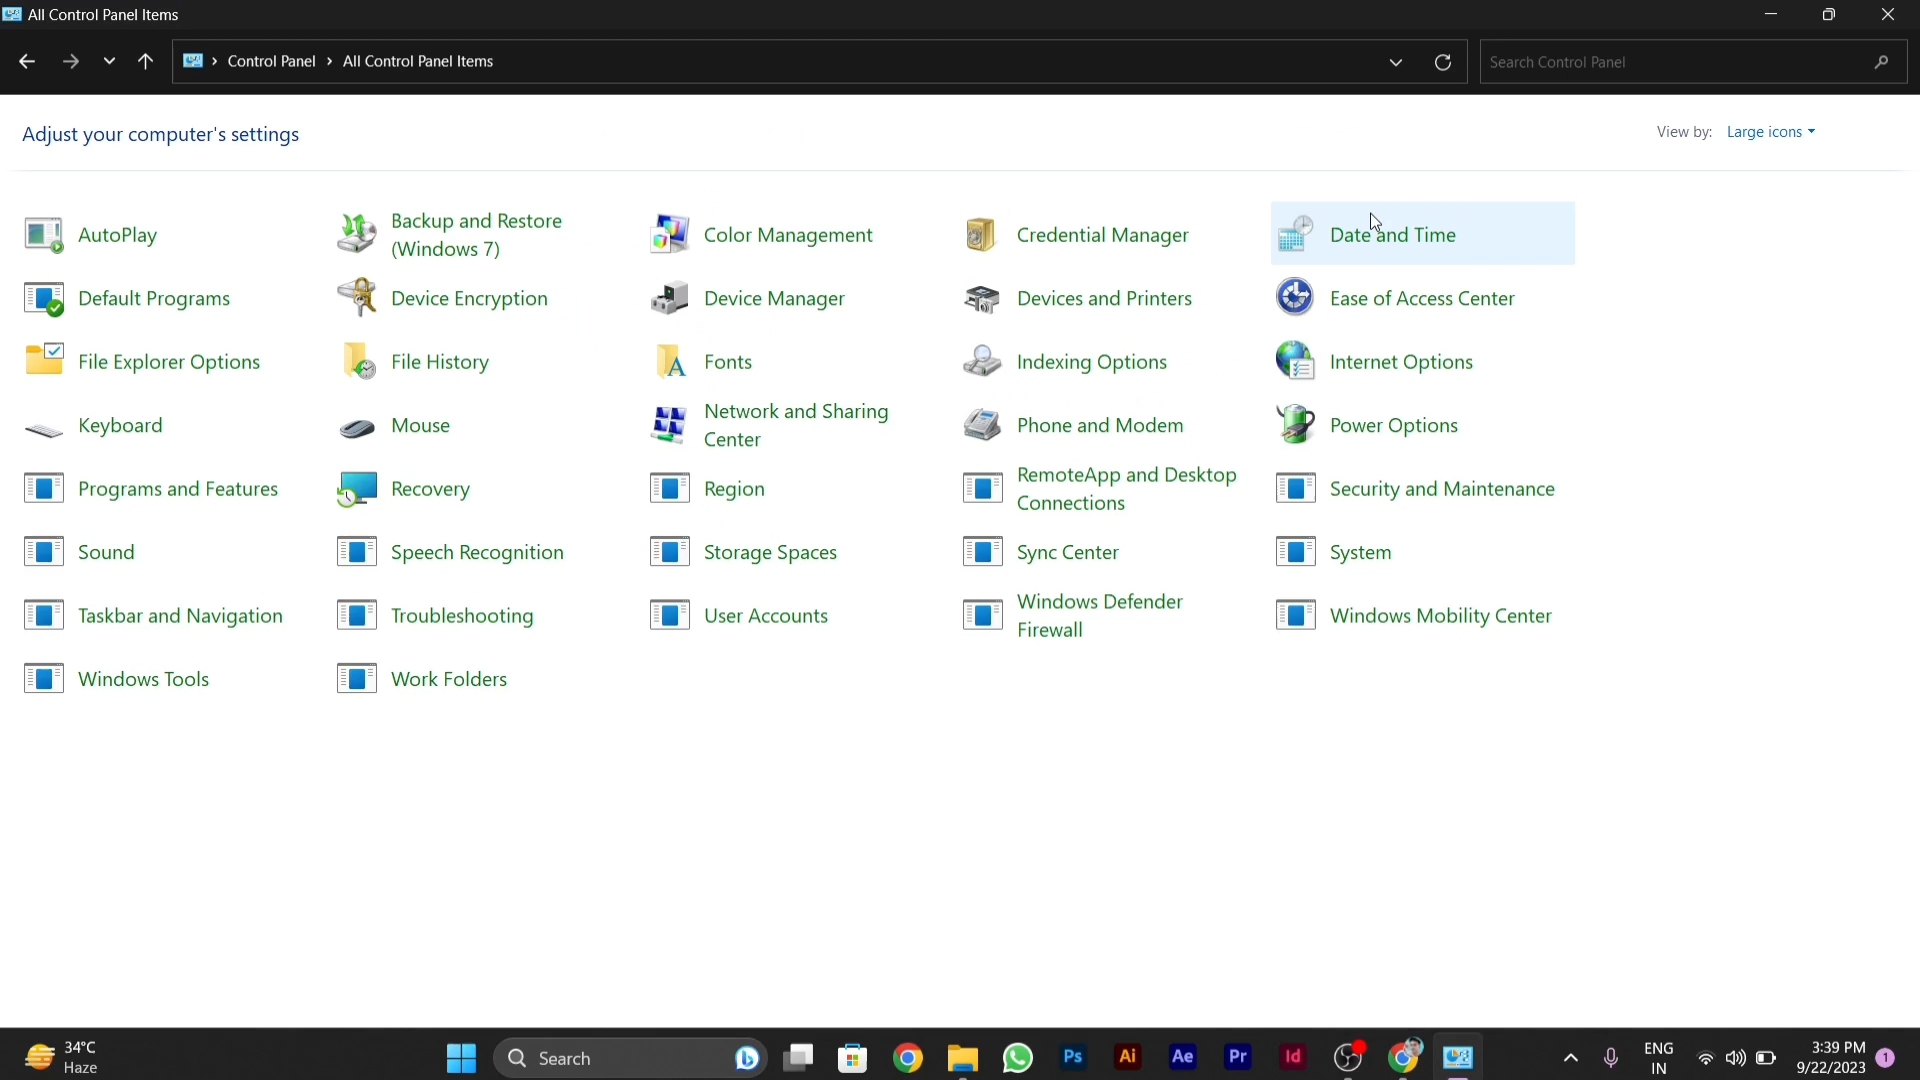 All Control Panel Items
Control Panel > All Control Panel Items
Search Control Panel
Adjust your computer's settings
View by: Large icons
AutoPlay
Backup and Restore
(Windows 7)
Color Management
Credential Manager
Date and Time
Default Programs
Device Encryption
Device Manager
Devices and Printers
Ease of Access Center
File Explorer Options
File History
Fonts
Indexing Options
Internet Options
Keyboard
Mouse
Network and Sharing
Center
Phone and Modem
Power Options
Programs and Features
Recovery
Region
RemoteApp and Desktop
Connections
Security and Maintenance
Sound
Speech Recognition
Storage Spaces
Sync Center
System
Taskbar and Navigation
Troubleshooting
User Accounts
Windows Defender
Firewall
Windows Mobility Center
Windows Tools
Work Folders
34°C
Haze
Search
Ps
Ai
Ae
Pr
Id
ENG
IN
3:39 PM
9/22/2023
1